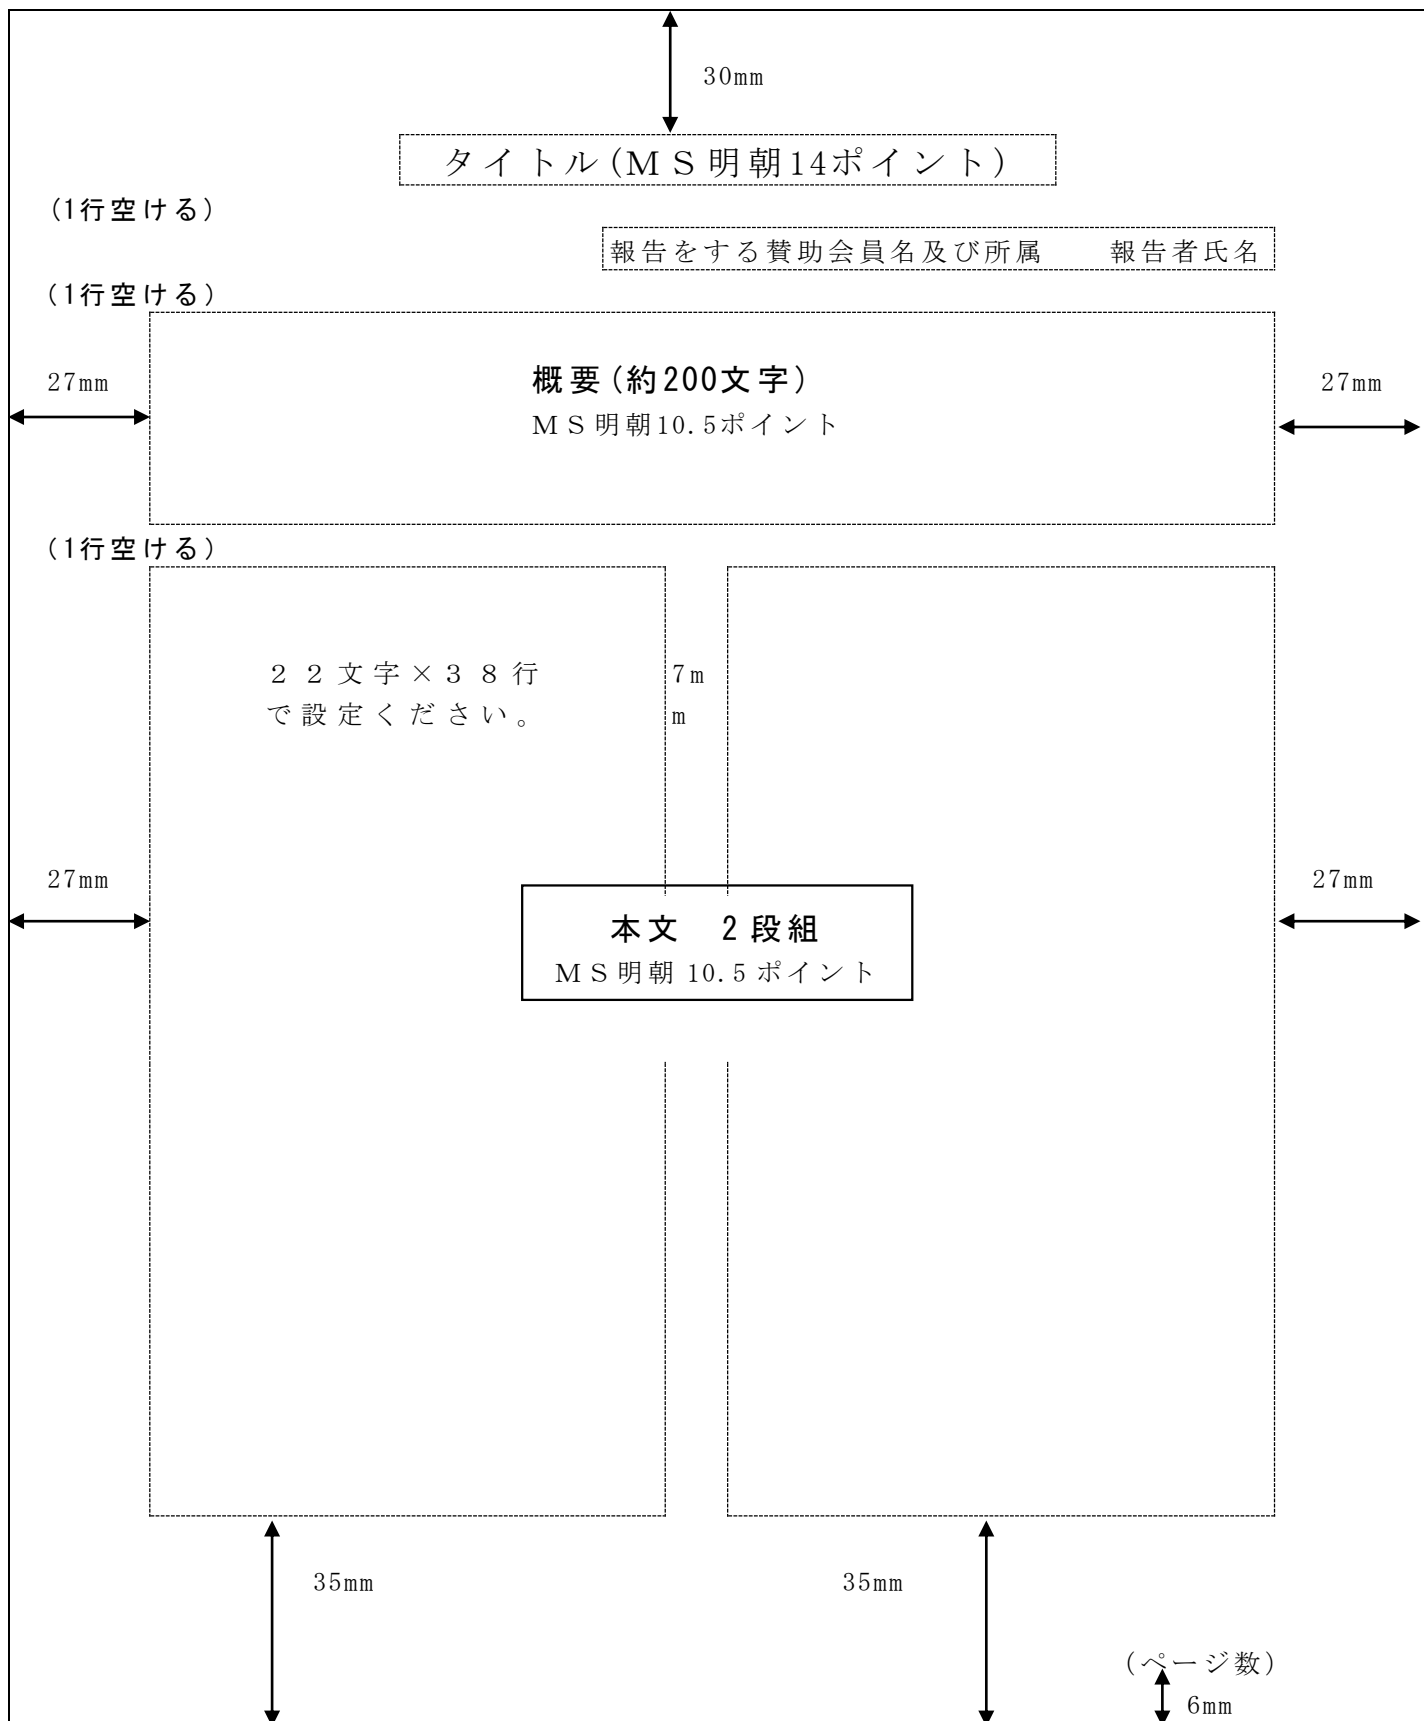 30mm
タイトル(ＭＳ明朝14ポイント)
(1行空ける)
報告をする賛助会員名及び所属　　報告者氏名
(1行空ける)
概要(約200文字)
27mm
27mm
ＭＳ明朝10.5ポイント
(1行空ける)
２２文字×３８行
で設定ください。
7m
m
27mm
27mm
本文　２段組
ＭＳ明朝 10.5 ポイント
35mm
35mm
(ページ数)
6mm